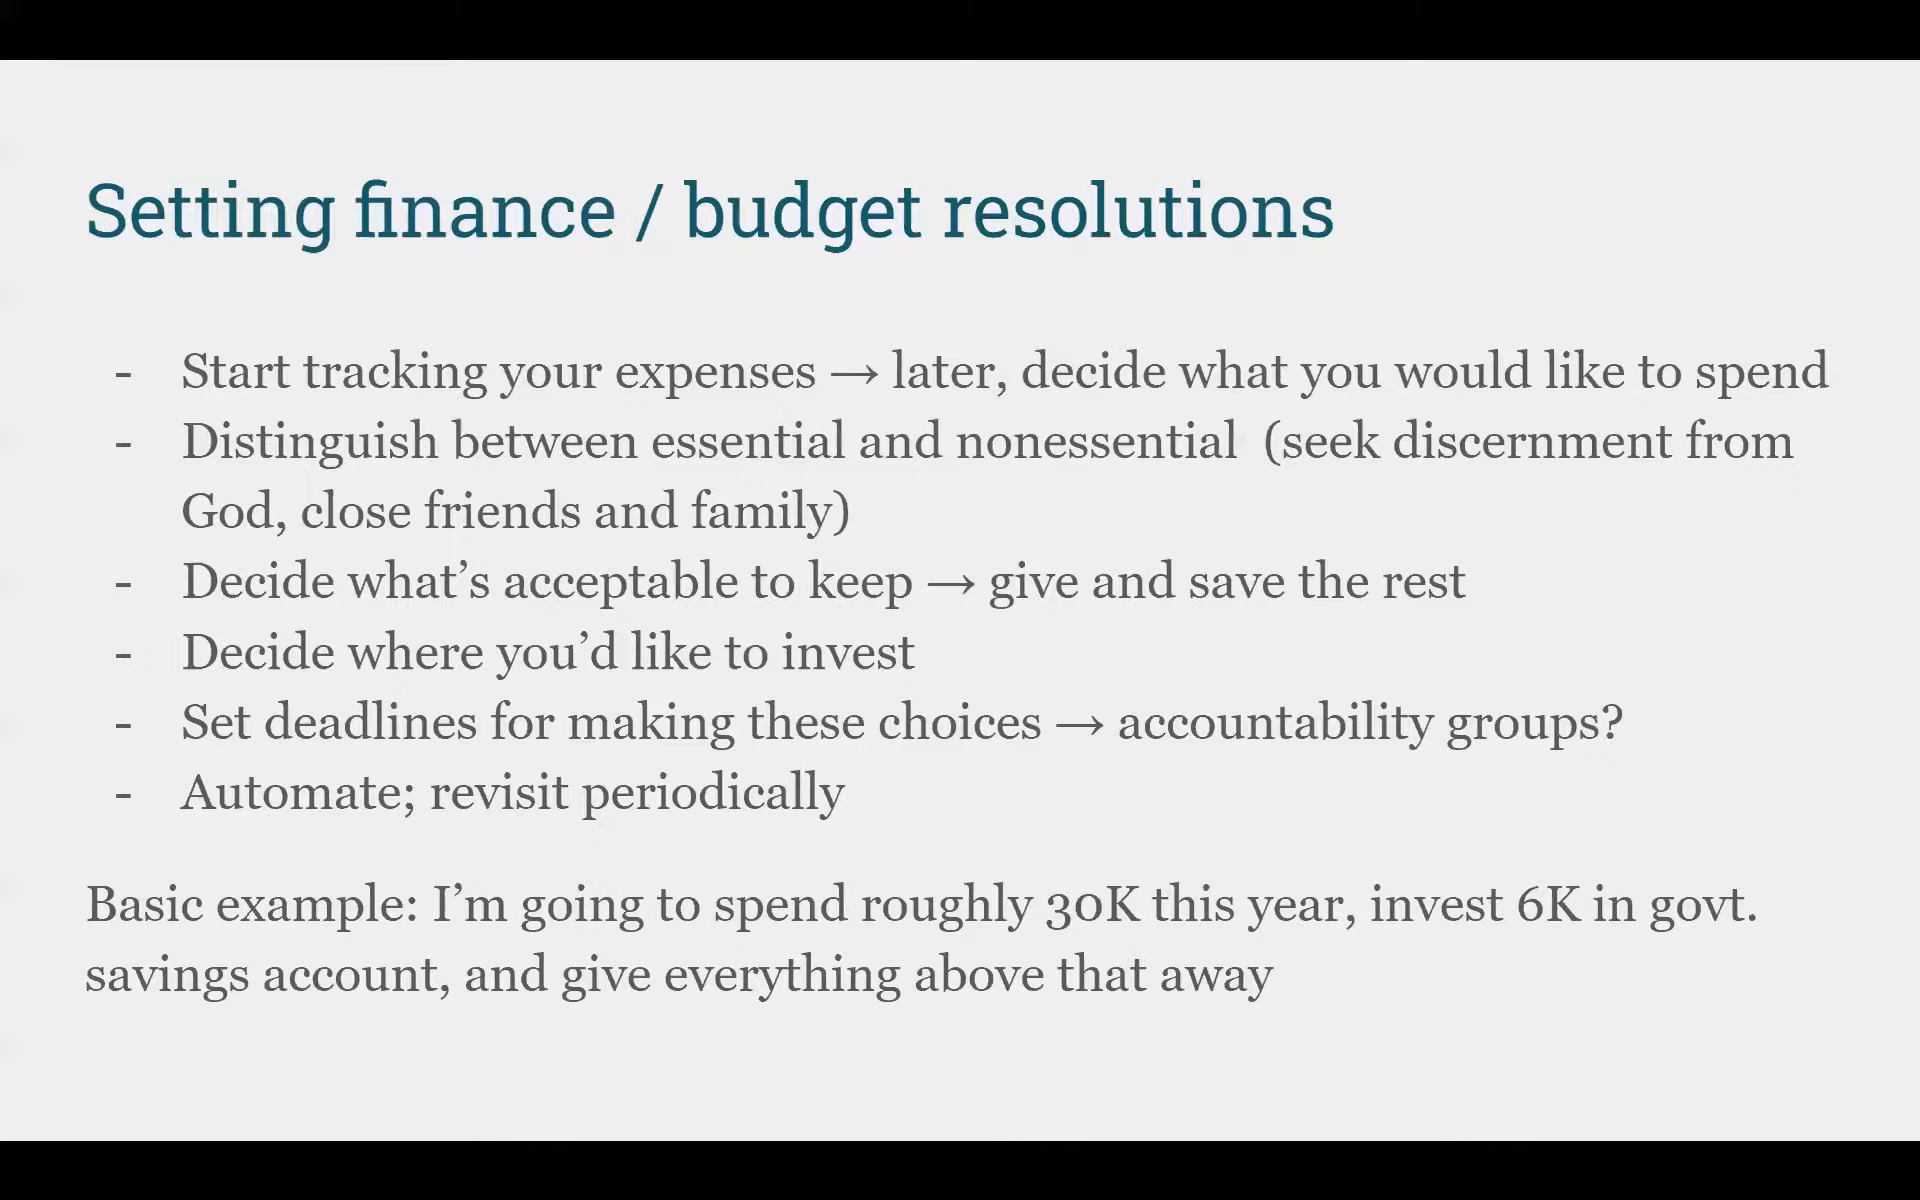 Setting finance / budget resolutions
- Start tracking your expenses → later, decide what you would like to spend
- Distinguish between essential and nonessential  (seek discernment from
God, close friends and family)
- Decide what’s acceptable to keep → give and save the rest
- Decide where you’d like to invest
- Set deadlines for making these choices → accountability groups?
- Automate; revisit periodically
Basic example: I’m going to spend roughly 30K this year, invest 6K in govt.
savings account, and give everything above that away